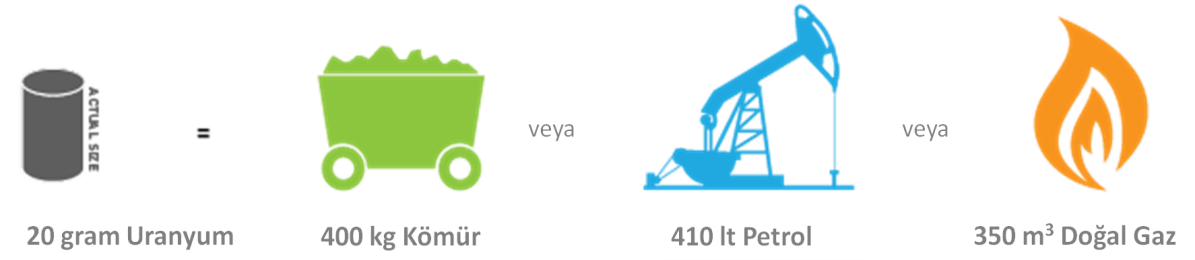 ACTUAL SIZE
=
veya
veya
20 gram Uranyum
400 kg Kömür
410 lt Petrol
350 m³ Doğal Gaz